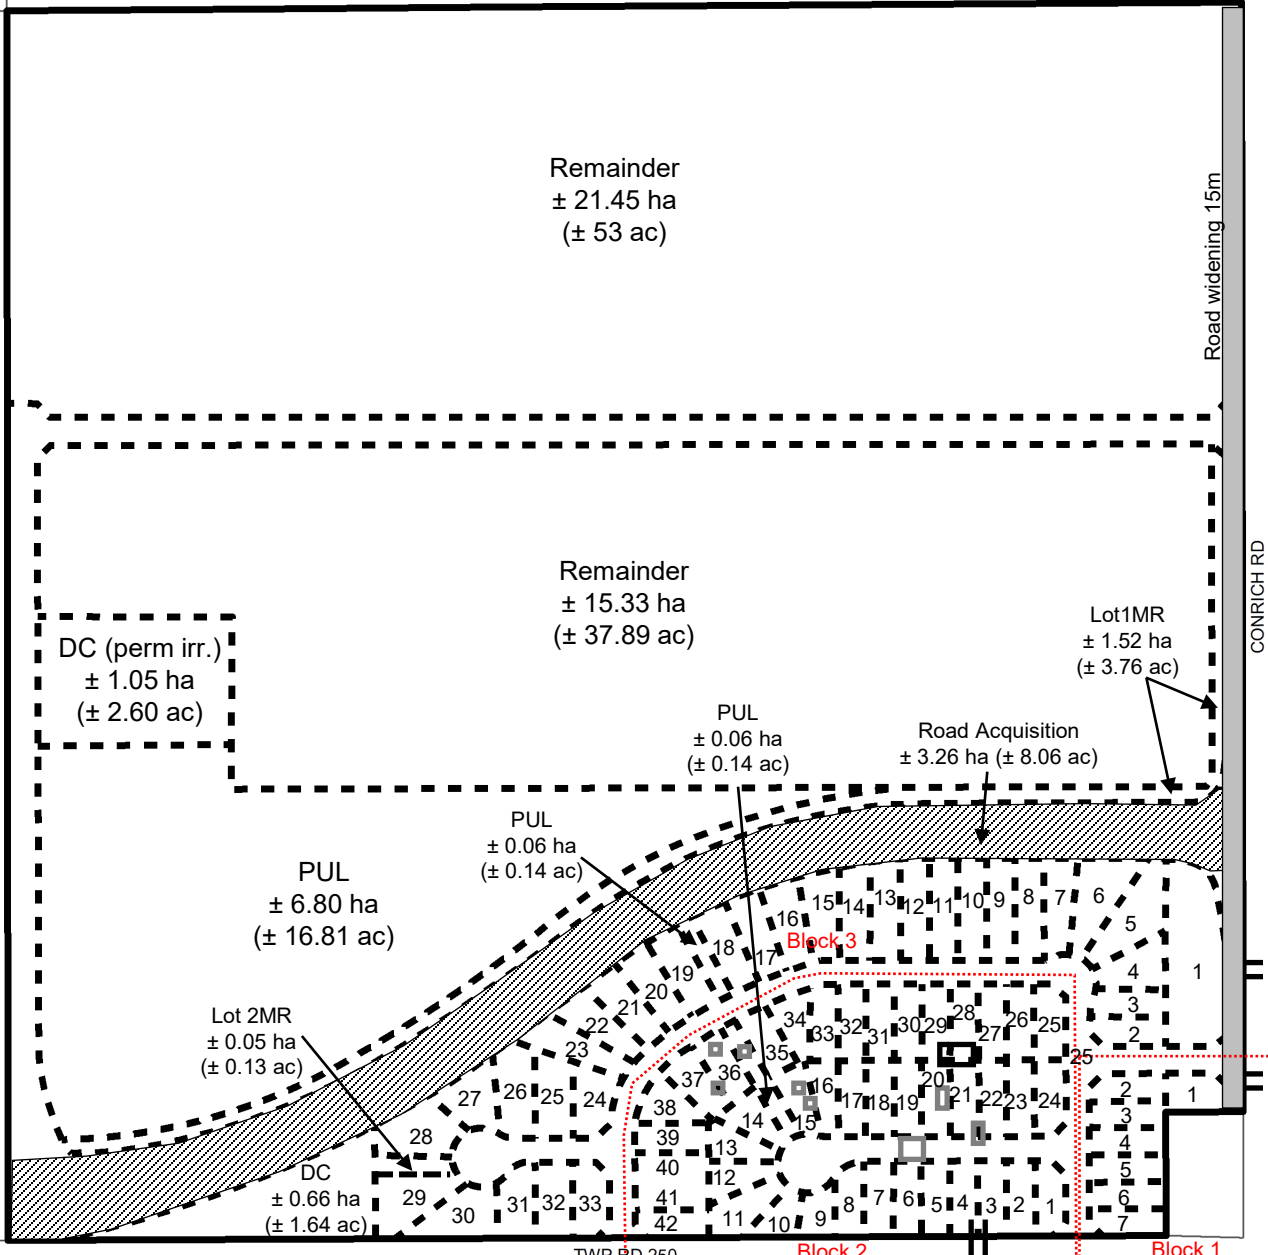 Remainder
± 21.45 ha
(± 53 ac)
Road widening 15m
CONRICH RD
Remainder
± 15.33 ha
(± 37.89 ac)
DC (perm irr.)
± 1.05 ha
(± 2.60 ac)
Lot1MR
± 1.52 ha
(± 3.76 ac)
PUL
± 0.06 ha
(± 0.14 ac)
Road Acquisition
± 3.26 ha (± 8.06 ac)
PUL
± 0.06 ha
(± 0.14 ac)
PUL
± 6.80 ha
(± 16.81 ac)
Lot 2MR
± 0.05 ha
(± 0.13 ac)
DC
± 0.66 ha
(± 1.64 ac)
Block 3
18 17 16 15 14 13 12 11 10 9 8 7 6
5
4 1
3
2
19
20
21
22
23
24 25 26 27
28
29
30 31 32 33
34 33 32 31 30 29 28 27 26 25
25
35
36
37
38
39
40
41
42
16 17 18 19 20 21 22 23 24
15
14
13
12
11 10 9 8 7 6 5 4 3 2 1
2 1
3
4
5
6
7
TWP RD 250
Block 2
Block 1